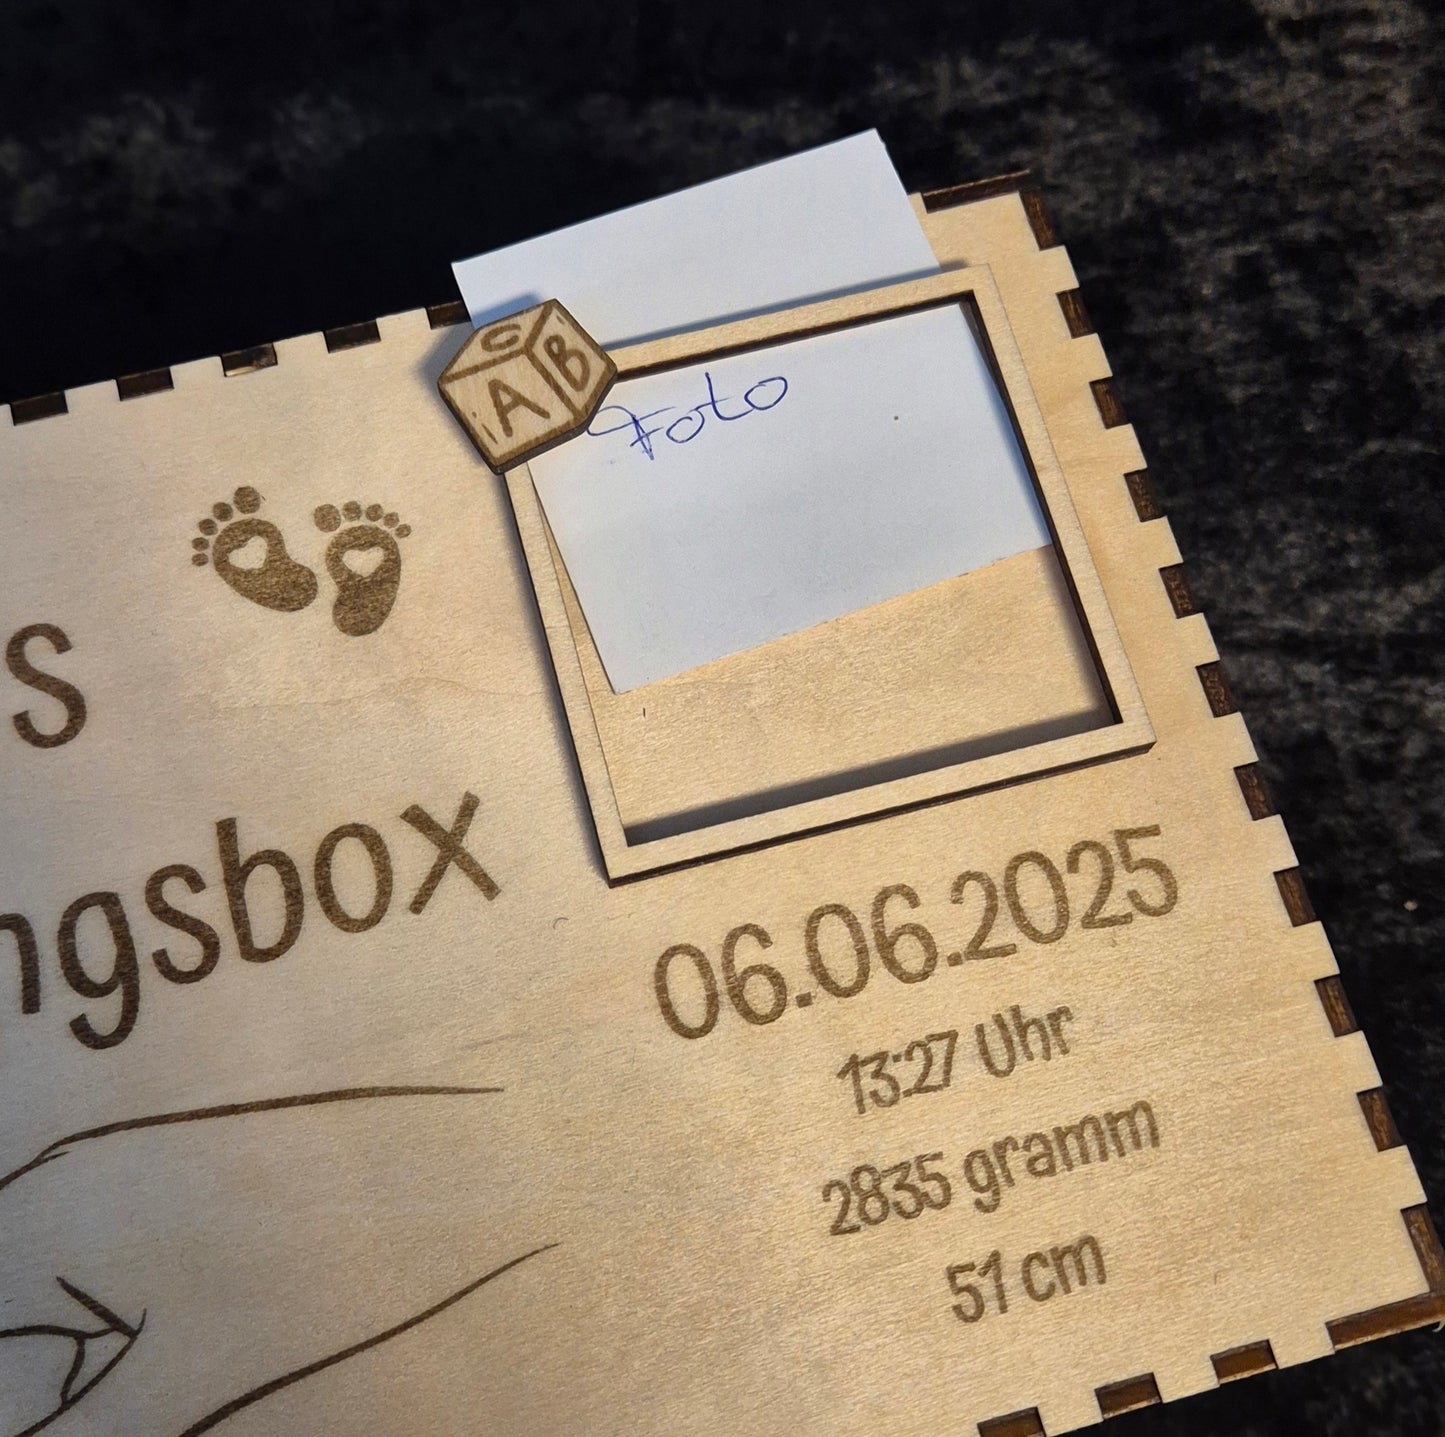 C
A B
Foto
s
ngsbox
06.06.2025
13:27 Uhr
2835 gramm
51 cm